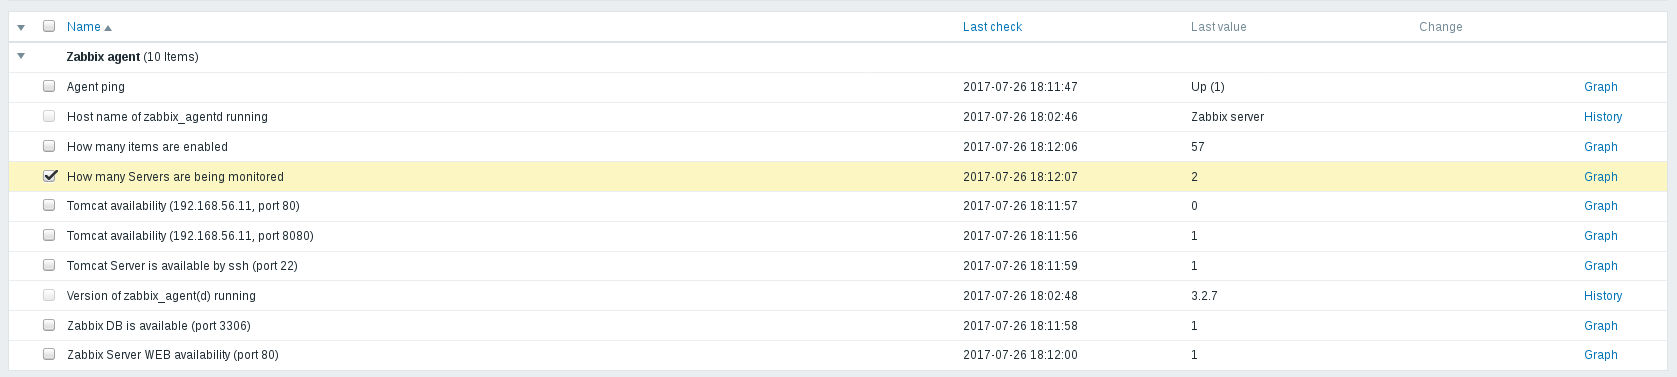 Name Last check Last value Change
Zabbix agent (10 Items)
Agent ping 2017-07-26 18:11:47 Up (1) Graph
Host name of zabbix_agentd running 2017-07-26 18:02:46 Zabbix server History
How many items are enabled 2017-07-26 18:12:06 57 Graph
How many Servers are being monitored 2017-07-26 18:12:07 2 Graph
Tomcat availability (192.168.56.11, port 80) 2017-07-26 18:11:57 0 Graph
Tomcat availability (192.168.56.11, port 8080) 2017-07-26 18:11:56 1 Graph
Tomcat Server is available by ssh (port 22) 2017-07-26 18:11:59 1 Graph
Version of zabbix_agent(d) running 2017-07-26 18:02:48 3.2.7 History
Zabbix DB is available (port 3306) 2017-07-26 18:11:58 1 Graph
Zabbix Server WEB availability (port 80) 2017-07-26 18:12:00 1 Graph